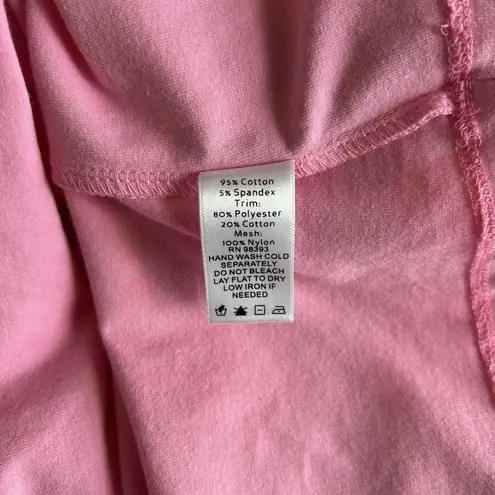 95% Cotton
5% Spandex
Trim:
80% Polyester
20% Cotton
Mesh:
100% Nylon
RN 98393
HAND WASH COLD
SEPARATELY
DO NOT BLEACH
LAY FLAT TO DRY
LOW IRON IF
NEEDED